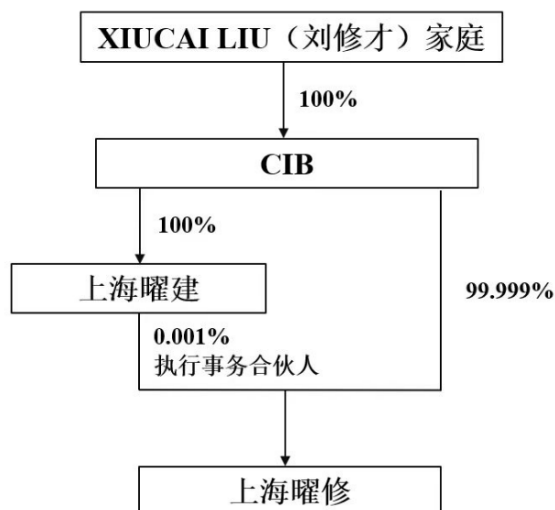 XIUCAI LIU（刘修才）家庭
100%
CIB
100%
上海曜建
99.999%
0.001%
执行事务合伙人
上海曜修